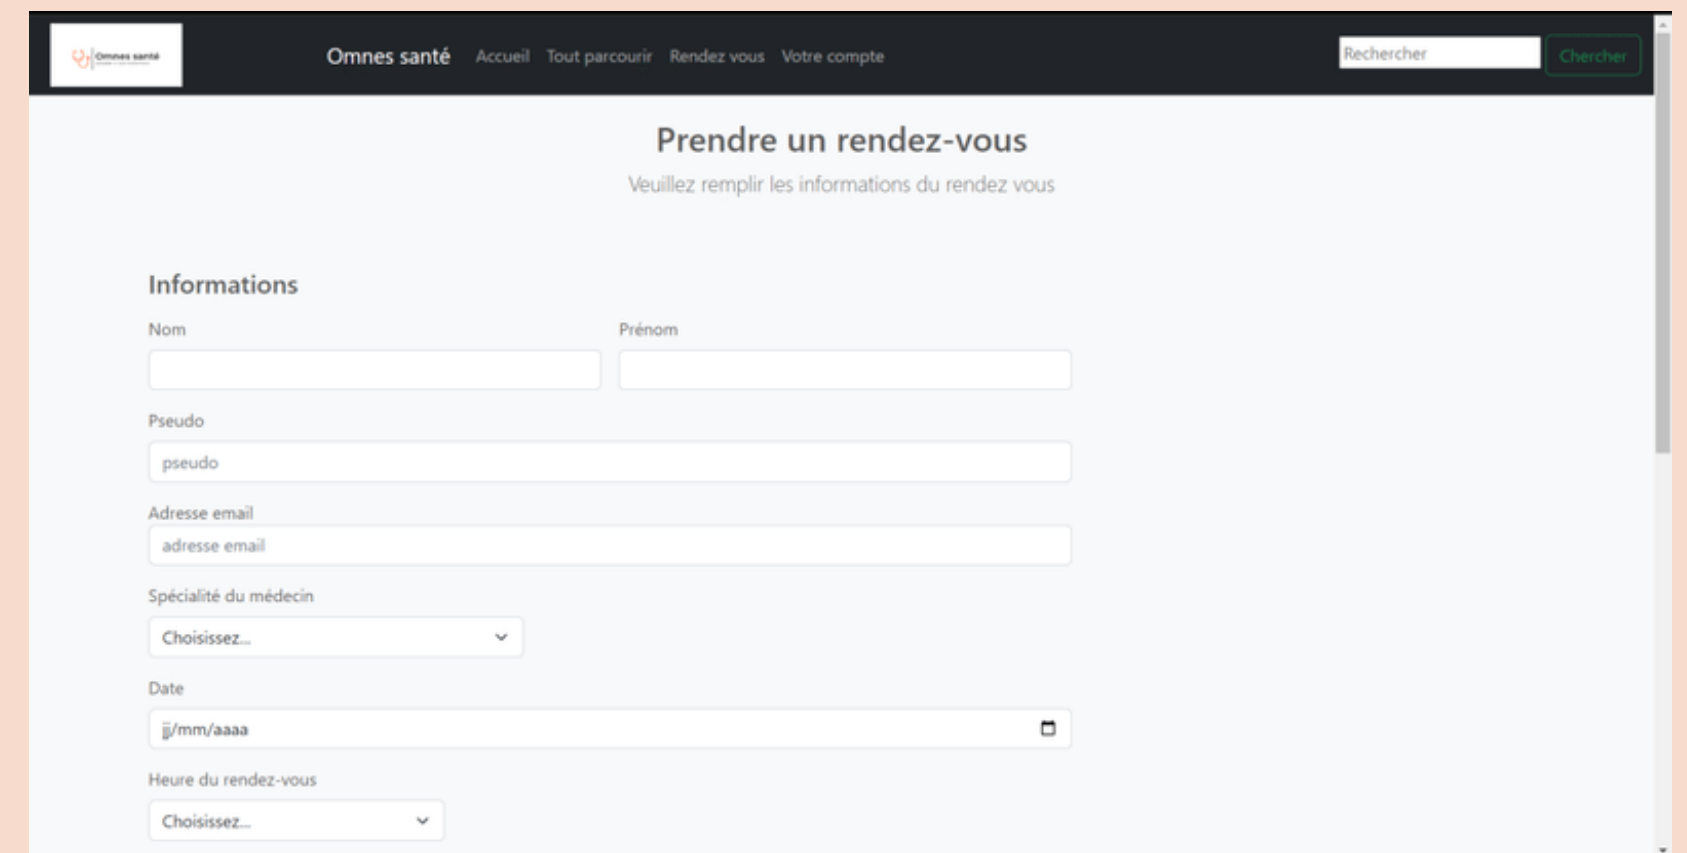 Omnes santé
Omnes santé Accueil Tout parcourir Rendez vous Votre compte Rechercher Chercher
Prendre un rendez-vous
Veuillez remplir les informations du rendez vous
Informations
Nom Prénom
Pseudo
pseudo
Adresse email
adresse email
Spécialité du médecin
Choisissez...
Date
jj/mm/aaaa
Heure du rendez-vous
Choisissez...